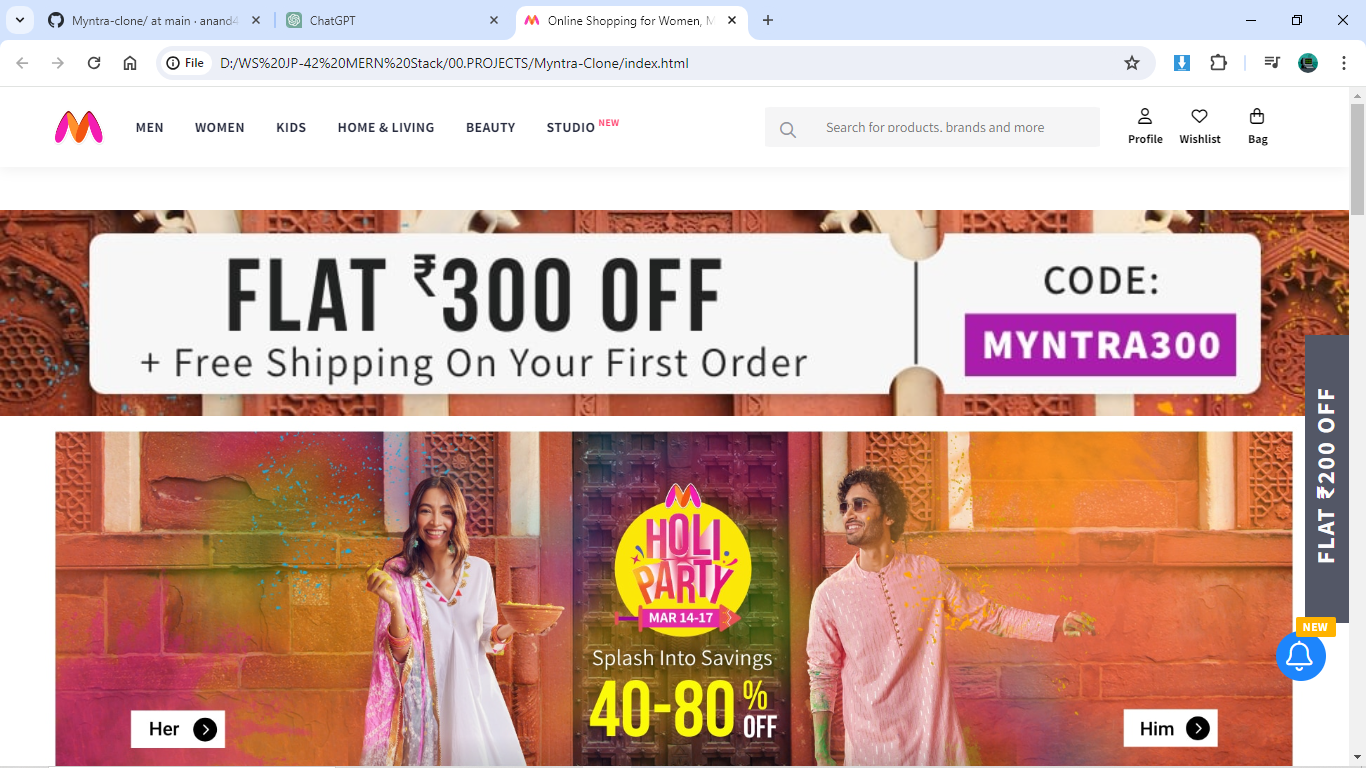 Myntra-clone/ at main · anand4
ChatGPT
Online Shopping for Women, M
File
D:/WS%20JP-42%20MERN%20Stack/00.PROJECTS/Myntra-Clone/index.html
MEN
WOMEN
KIDS
HOME & LIVING
BEAUTY
STUDIO NEW
Search for products, brands and more
Profile
Wishlist
Bag
FLAT ₹300 OFF
+ Free Shipping On Your First Order
CODE:
MYNTRA300
FLAT ₹200 OFF
HOLI
PARTY
MAR 14-17
Splash Into Savings
40-80% OFF
Her
Him
NEW